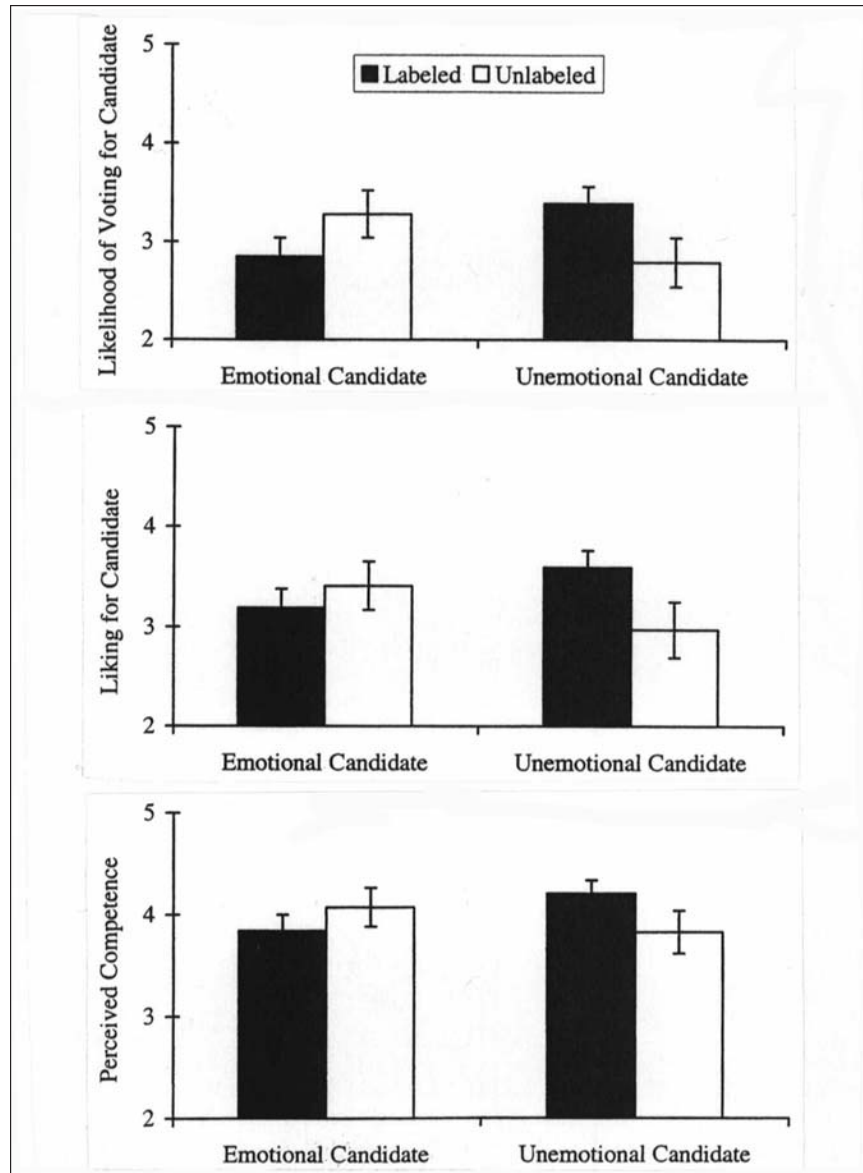 Labeled Unlabeled
Likelihood of Voting for Candidate
5
4
3
2
Emotional Candidate Unemotional Candidate
Liking for Candidate
5
4
3
2
Emotional Candidate Unemotional Candidate
Perceived Competence
5
4
3
2
Emotional Candidate Unemotional Candidate